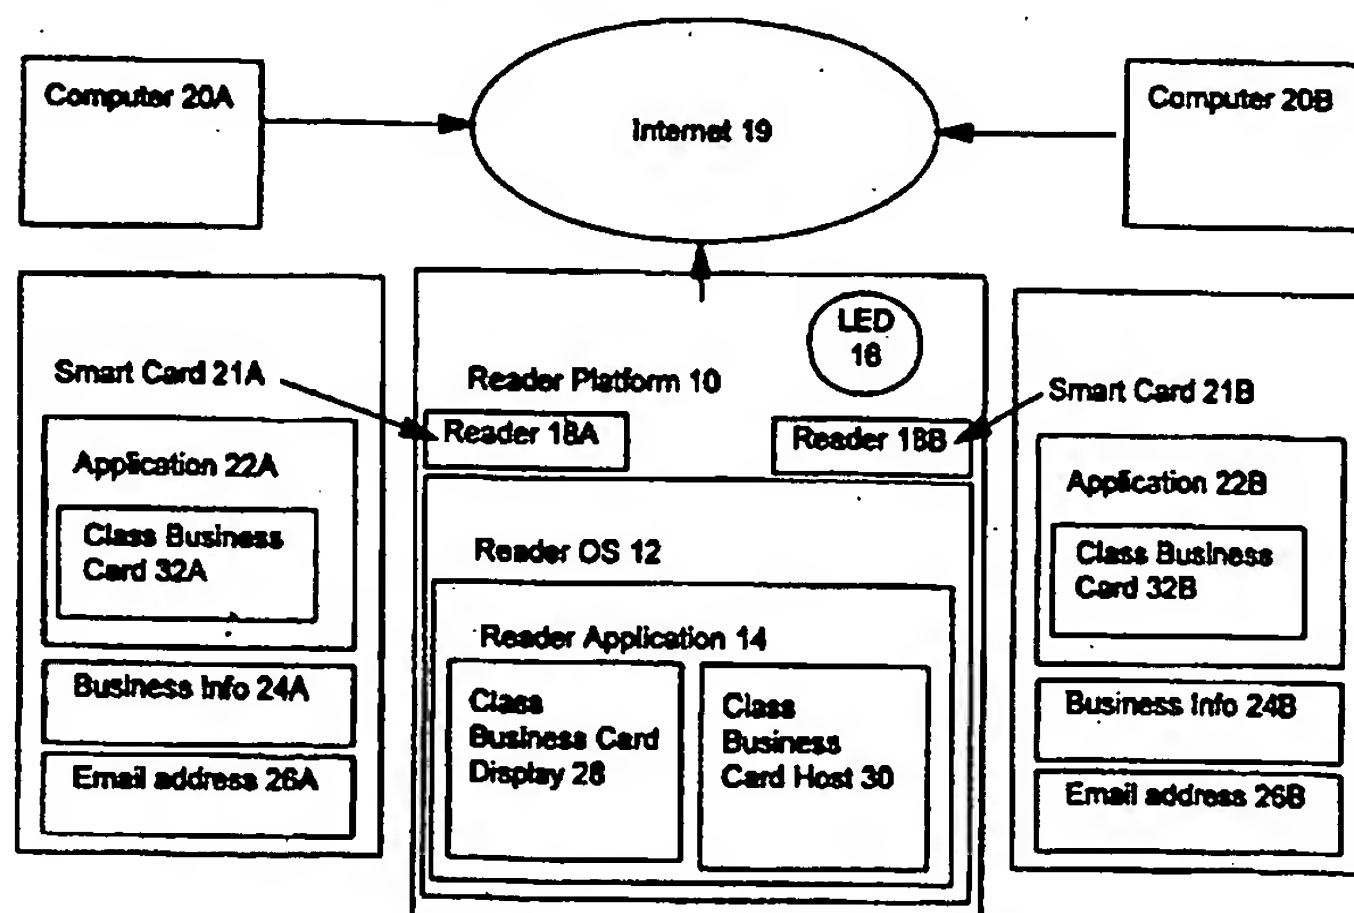 Computer 20A
Internet 19
Computer 20B
LED
16
Smart Card 21A
Reader Platform 10
Smart Card 21B
Reader 18A
Reader 18B
Application 22A
Application 22B
Class Business
Card 32A
Reader OS 12
Class Business
Card 32B
Reader Application 14
Business Info 24A
Class
Business Card
Display 28
Class
Business
Card Host 30
Business Info 24B
Email address 26A
Email address 26B